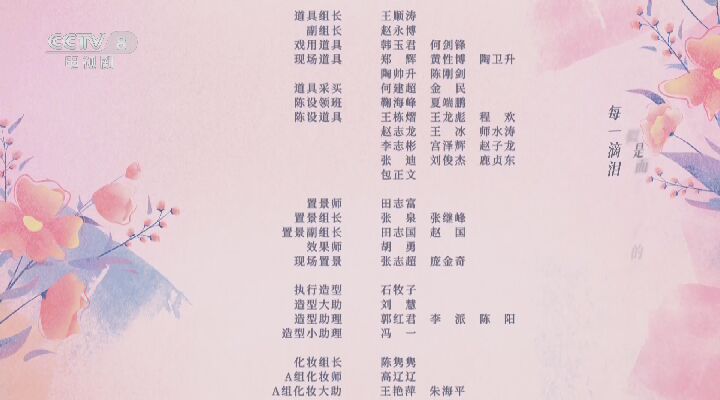 CCTV 8
电视剧
道具组长 王顺涛
副组长 赵永博
戏用道具 韩玉君 何剑锋
现场道具 郑辉 黄性博 陶卫升
陶帅升 陈刚剑
道具采买 何建超 金民
陈设领班 鞠海峰 夏端鹏
陈设道具 王栋熠 王龙彪 程欢
赵志龙 王冰 师水涛
李志彬 宫泽辉 赵子龙
张迪 刘俊杰 鹿贞东
包正文
置景师 田志富
置景组长 张泉 张继峰
置景副组长 田志国 赵国
效果师 胡勇
现场置景 张志超 庞金奇
执行造型 石牧子
造型大助 刘慧
造型助理 郭红君 李派 陈阳
造型小助理 冯一
化妆组长 陈隽隽
A组化妆师 高辽辽
A组化妆大助 王艳萍 朱海平
每一滴泪
是
的